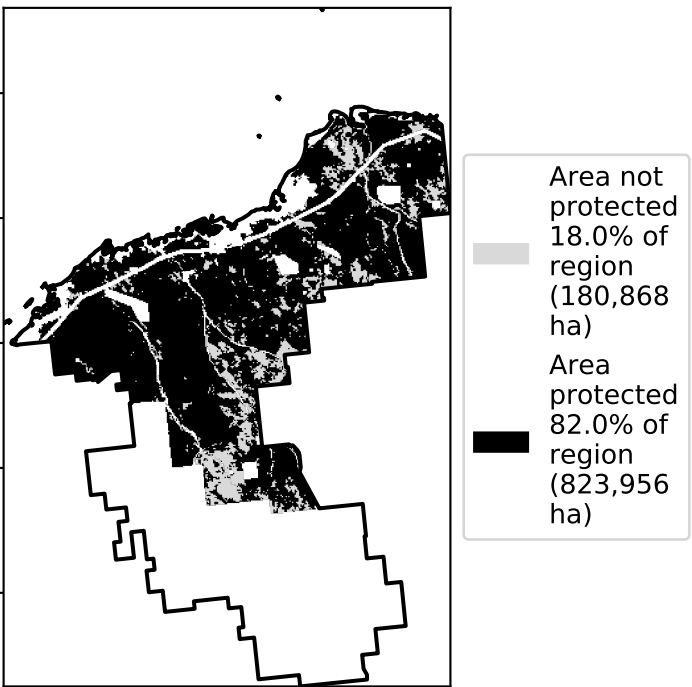 Area not
protected
18.0% of
region
(180,868
ha)
Area
protected
82.0% of
region
(823,956
ha)